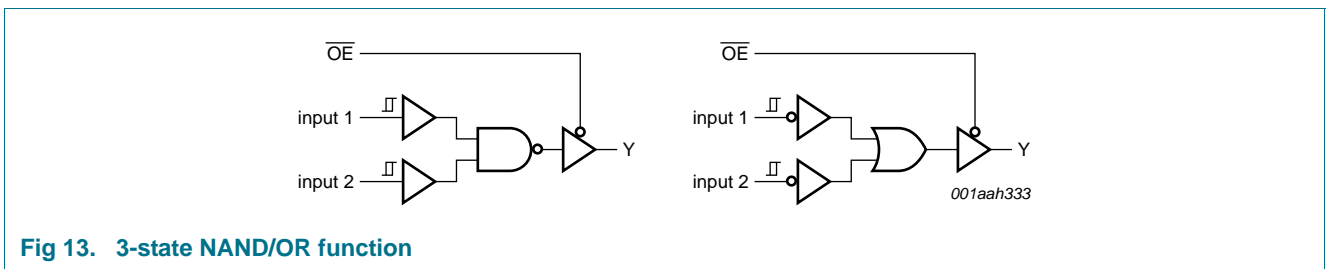 OE
input 1
input 2
Y
OE
input 1
input 2
Y
001aah333
Fig 13. 3-state NAND/OR function